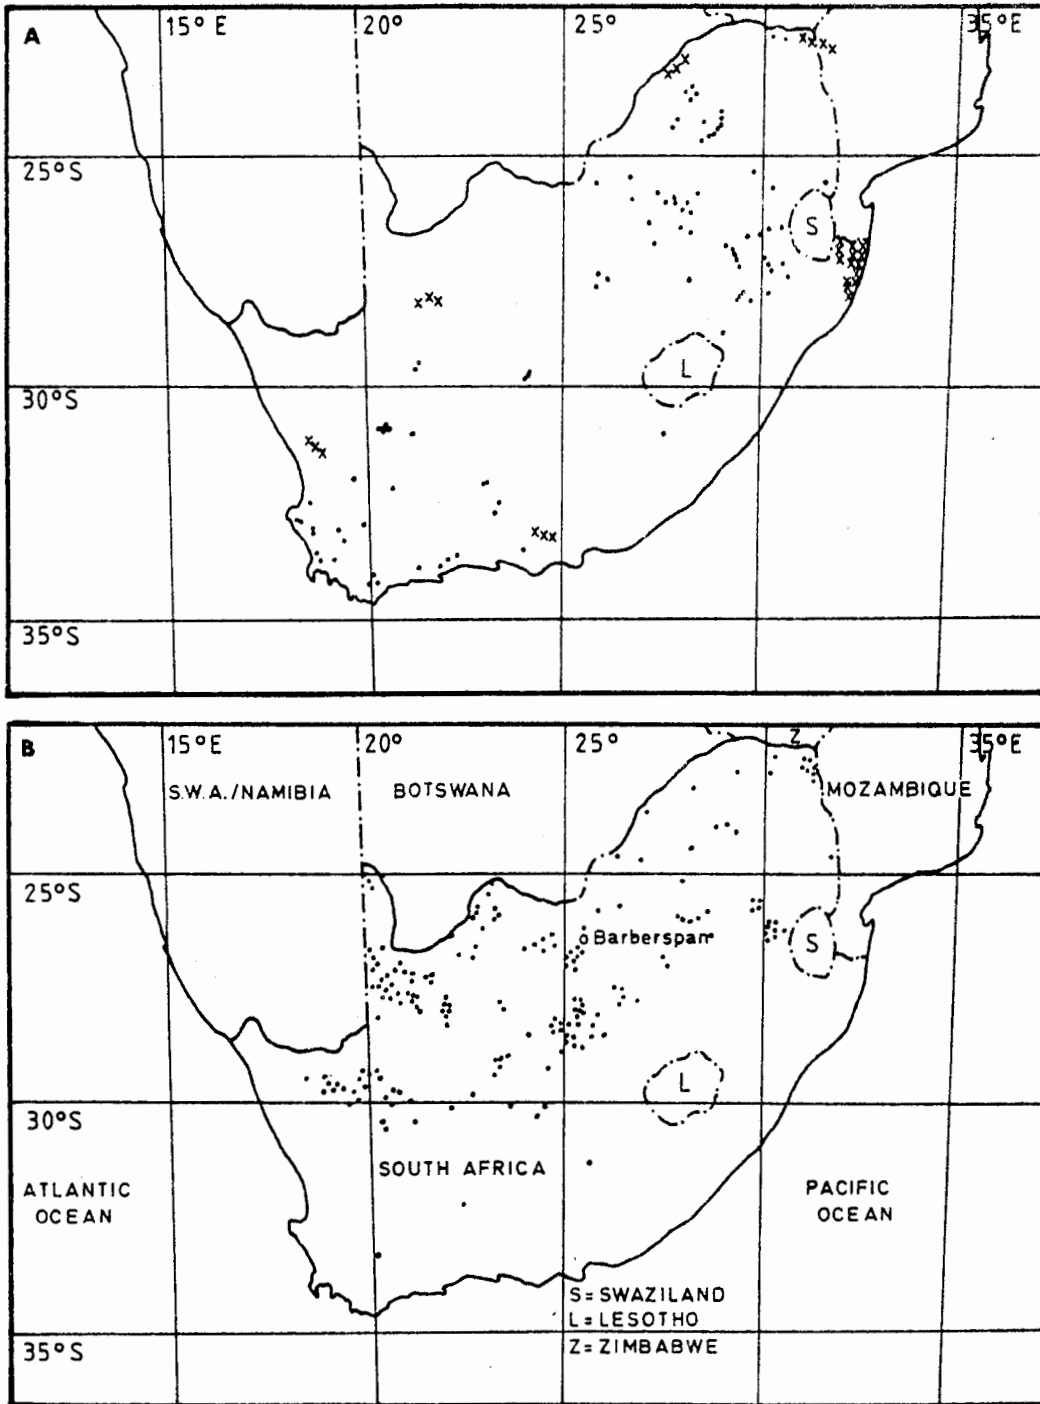 A
15° E 20° 25° 35°E
25°S
S
L
30°S
35°S
B
15°E 20° 25° Z 35°E
S.W.A./NAMIBIA BOTSWANA MOZAMBIQUE
25°S
Barberspan
S
L
30°S
SOUTH AFRICA
ATLANTIC
OCEAN
PACIFIC
OCEAN
S= SWAZILAND
L= LESOTHO
Z= ZIMBABWE
35°S